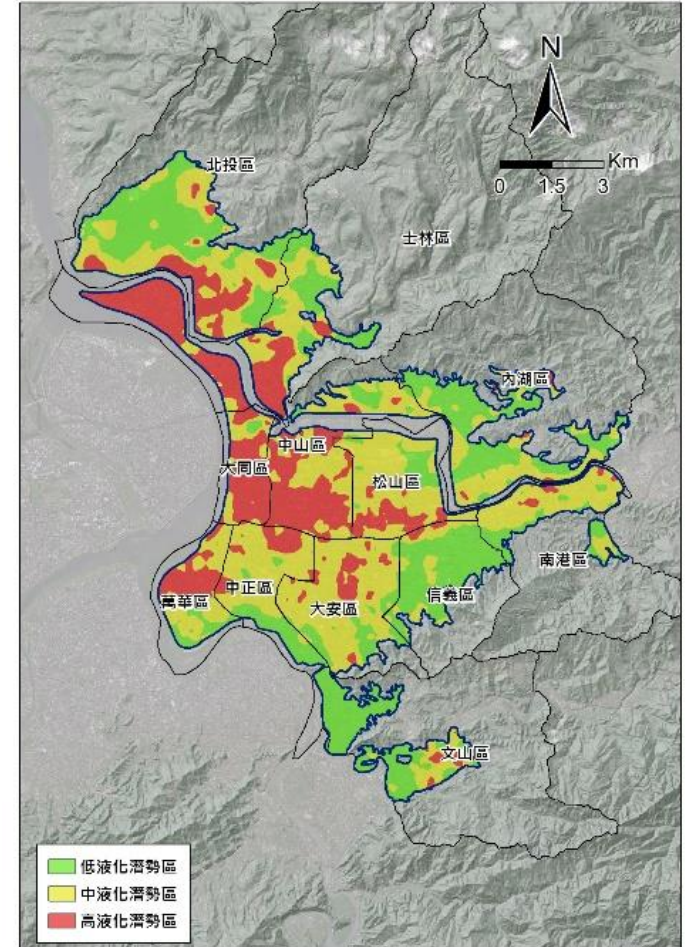 N
Km
0 1.5 3
北投區
士林區
內湖區
中山區
大同區
松山區
南港區
萬華區
中正區
大安區
信義區
文山區
低液化潛勢區
中液化潛勢區
高液化潛勢區